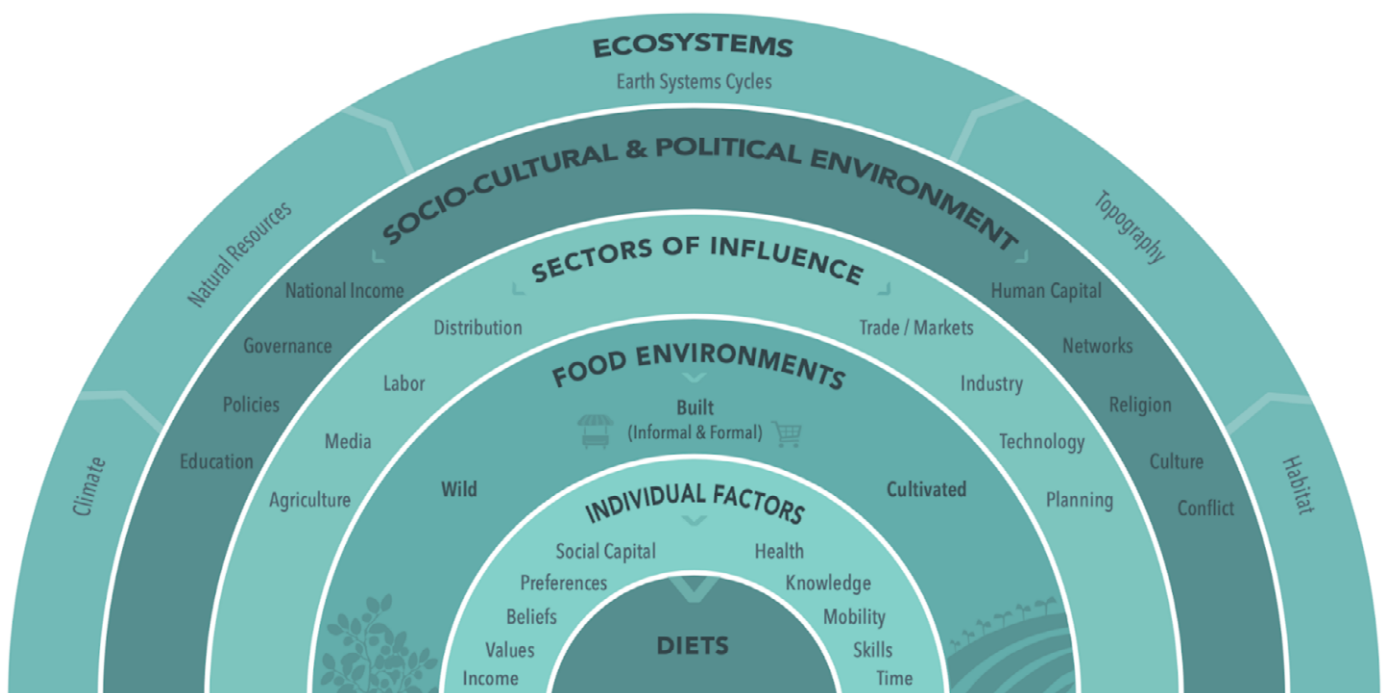 ECOSYSTEMS
Earth Systems Cycles
Natural Resources
Topography
Climate
Habitat
SOCIO-CULTURAL & POLITICAL ENVIRONMENT
National Income
Governance
Policies
Education
Human Capital
Networks
Religion
Culture
Conflict
SECTORS OF INFLUENCE
Distribution
Labor
Media
Agriculture
Trade / Markets
Industry
Technology
Planning
FOOD ENVIRONMENTS
Built
(Informal & Formal)
Wild
Cultivated
INDIVIDUAL FACTORS
Social Capital
Preferences
Beliefs
Values
Income
Health
Knowledge
Mobility
Skills
Time
DIETS